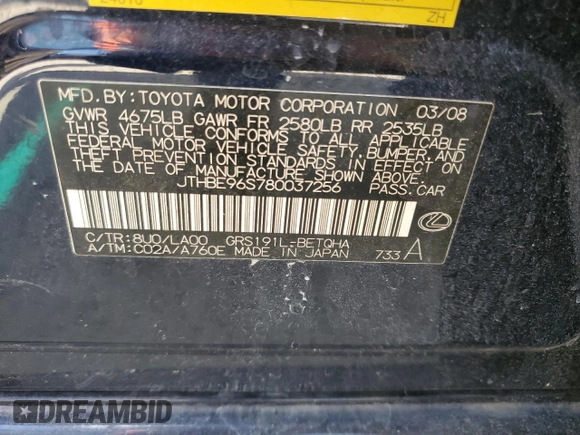 ZH
MFD.BY:TOYOTA MOTOR CORPORATION 03/08
GVWR 4675LB GAWR FR 2580LB RR 2535LB
THIS VEHICLE CONFORMS TO ALL APPLICABLE
FEDERAL MOTOR VEHICLE SAFETY,BUMPER,AND
THEFT PREVENTION STANDARDS IN EFFECT ON
THE DATE OF MANUFACTURE SHOWN ABOVE.
JTHBE96S780037256 PASS.CAR
C/TR:8U0/LA00 GRS191L-BETQHA
A/TM:C02A/A760E MADE IN JAPAN 733 A
DREAMBID